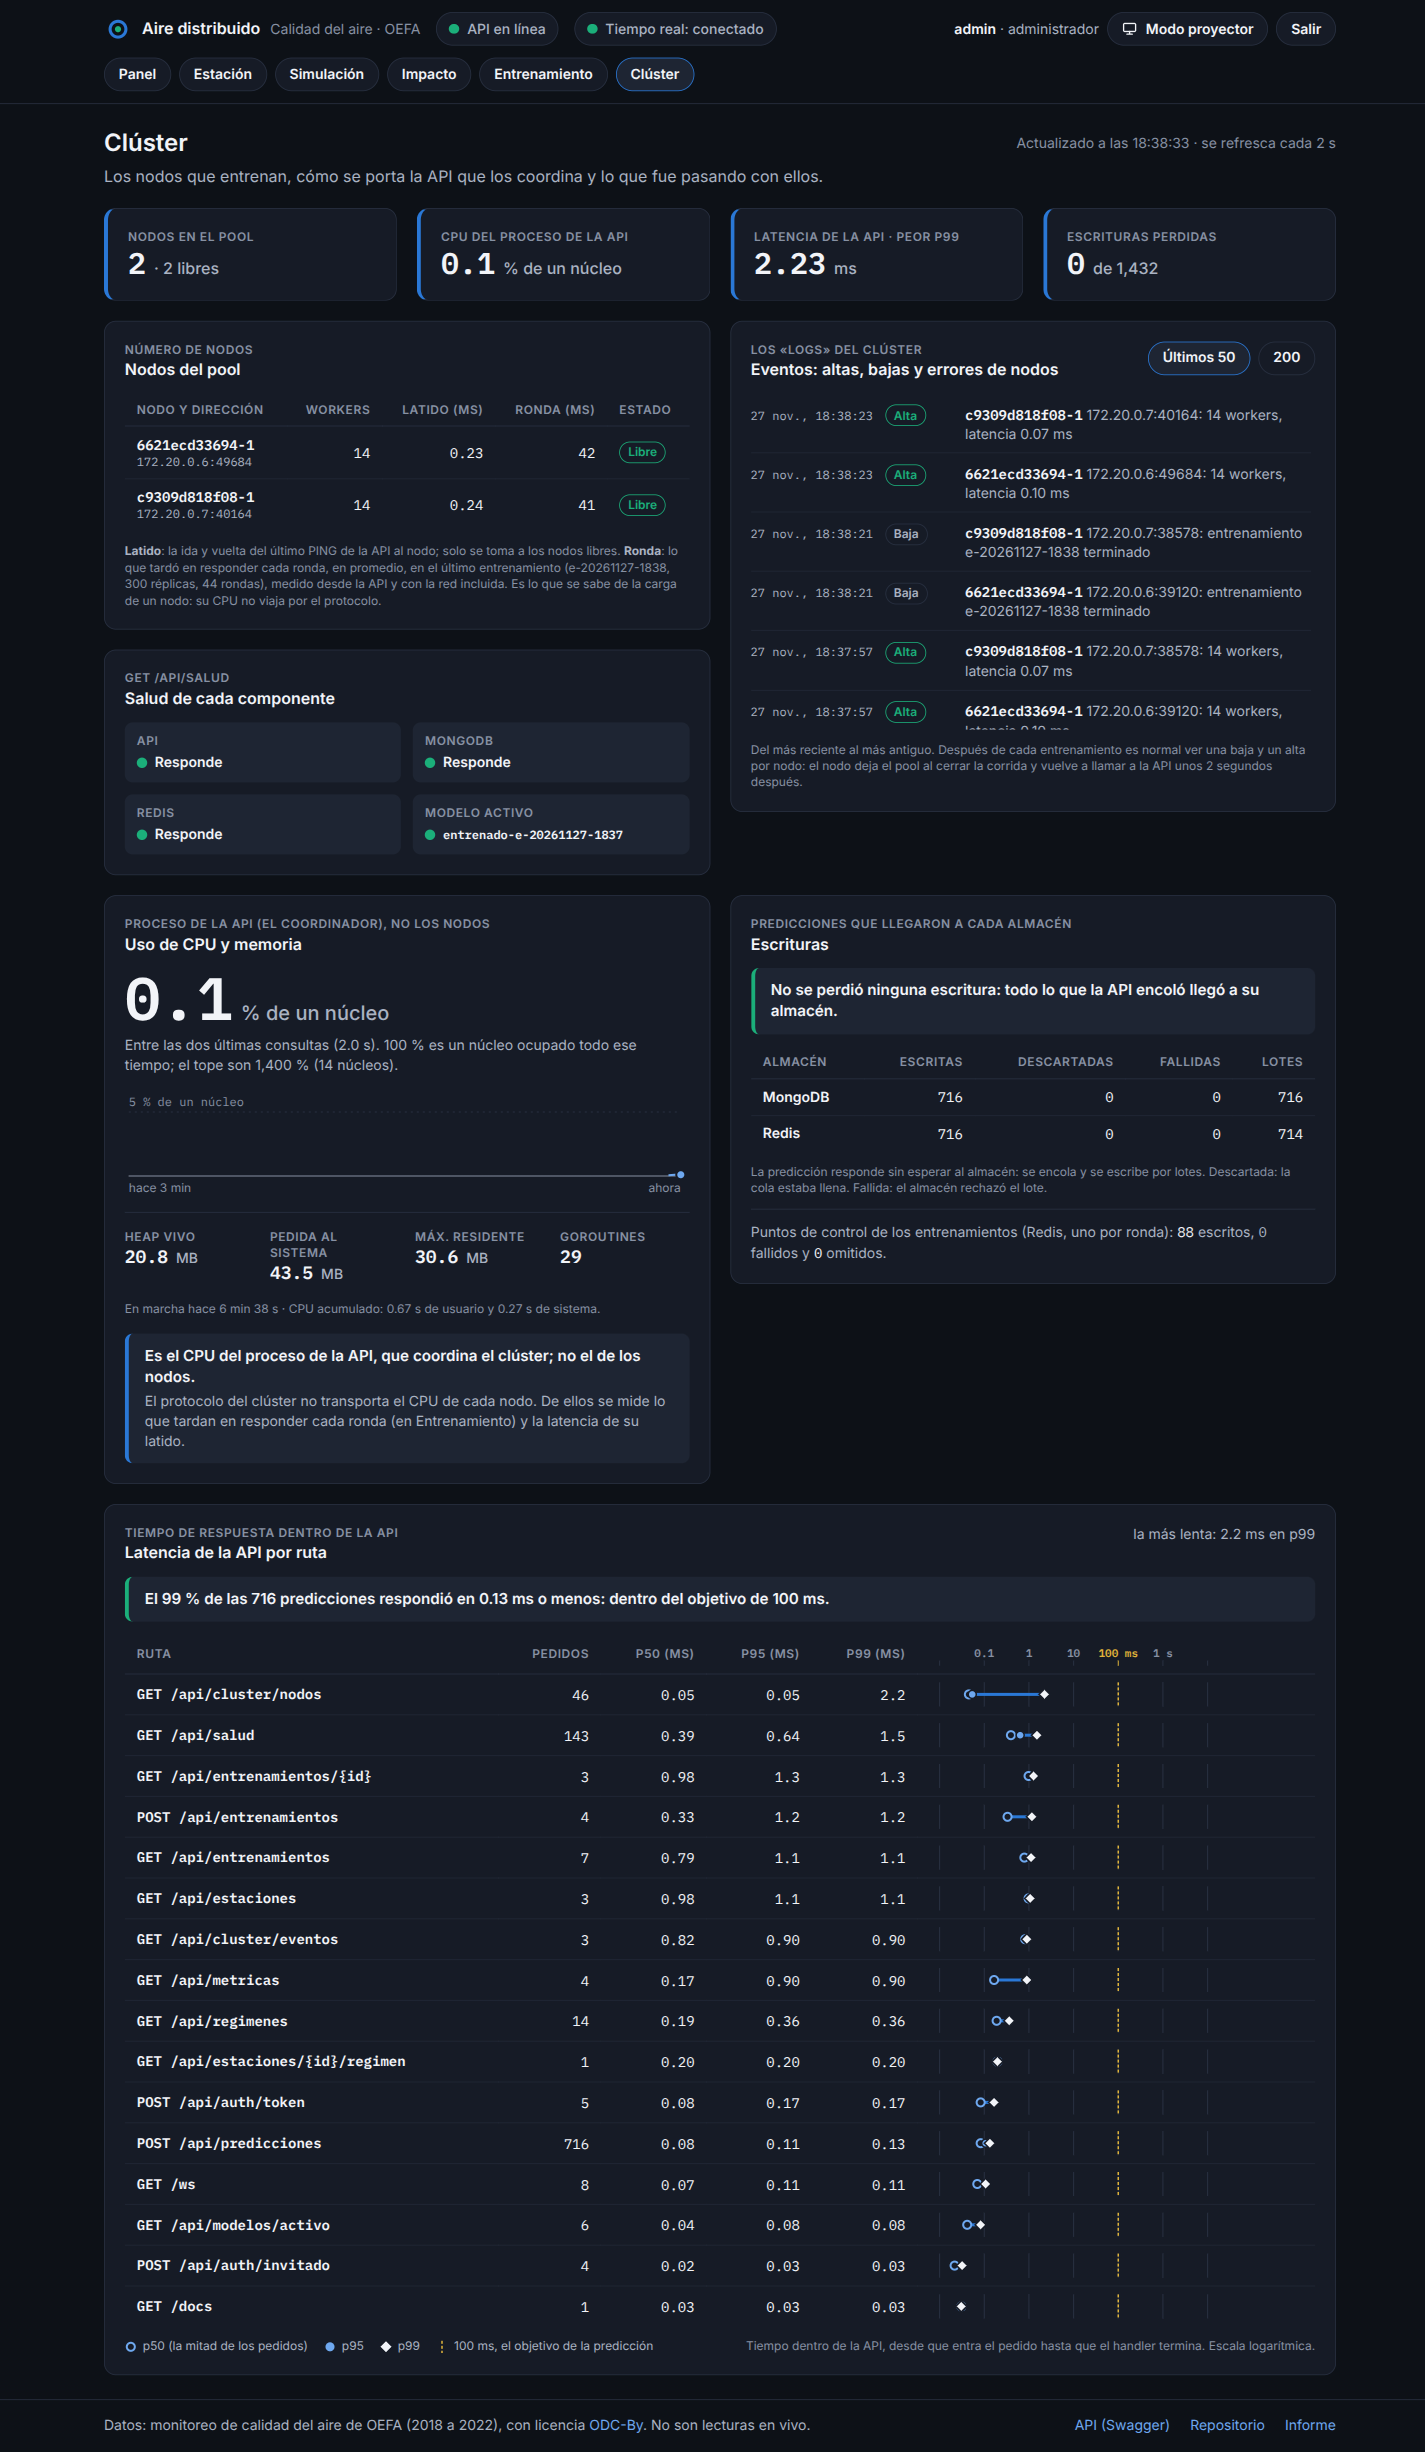 Aire distribuido Calidad del aire · OEFA API en línea Tiempo real: conectado admin · administrador Modo proyector Salir
Panel Estación Simulación Impacto Entrenamiento Clúster
Clúster
Actualizado a las 18:38:33 · se refresca cada 2 s
Los nodos que entrenan, cómo se porta la API que los coordina y lo que fue pasando con ellos.
NODOS EN EL POOL
2 · 2 libres
CPU DEL PROCESO DE LA API
0.1 % de un núcleo
LATENCIA DE LA API · PEOR P99
2.23 ms
ESCRITURAS PERDIDAS
0 de 1,432
NÚMERO DE NODOS
Nodos del pool
NODO Y DIRECCIÓN WORKERS LATIDO (MS) RONDA (MS) ESTADO
6621ecd33694-1 14 0.23 42 Libre
172.20.0.6:49684
c9309d818f08-1 14 0.24 41 Libre
172.20.0.7:40164
Latido: la ida y vuelta del último PING de la API al nodo; solo se toma a los nodos libres. Ronda: lo
que tardó en responder cada ronda, en promedio, en el último entrenamiento (e-20261127-1838,
300 réplicas, 44 rondas), medido desde la API y con la red incluida. Es lo que se sabe de la carga
de un nodo: su CPU no viaja por el protocolo.
LOS «LOGS» DEL CLÚSTER
Eventos: altas, bajas y errores de nodos
Últimos 50 200
27 nov., 18:38:23 Alta c9309d818f08-1 172.20.0.7:40164: 14 workers,
latencia 0.07 ms
27 nov., 18:38:23 Alta 6621ecd33694-1 172.20.0.6:49684: 14 workers,
latencia 0.10 ms
27 nov., 18:38:21 Baja c9309d818f08-1 172.20.0.7:38578: entrenamiento
e-20261127-1838 terminado
27 nov., 18:38:21 Baja 6621ecd33694-1 172.20.0.6:39120: entrenamiento
e-20261127-1838 terminado
27 nov., 18:37:57 Alta c9309d818f08-1 172.20.0.7:38578: 14 workers,
latencia 0.07 ms
27 nov., 18:37:57 Alta 6621ecd33694-1 172.20.0.6:39120: 14 workers,
Del más reciente al más antiguo. Después de cada entrenamiento es normal ver una baja y un alta
por nodo: el nodo deja el pool al cerrar la corrida y vuelve a llamar a la API unos 2 segundos
después.
GET /API/SALUD
Salud de cada componente
API
Responde
MONGODB
Responde
REDIS
Responde
MODELO ACTIVO
entrenado-e-20261127-1837
PROCESO DE LA API (EL COORDINADOR), NO LOS NODOS
Uso de CPU y memoria
0.1 % de un núcleo
Entre las dos últimas consultas (2.0 s). 100 % es un núcleo ocupado todo ese
tiempo; el tope son 1,400 % (14 núcleos).
5 % de un núcleo
hace 3 min ahora
HEAP VIVO
20.8 MB
PEDIDA AL
SISTEMA
43.5 MB
MÁX. RESIDENTE
30.6 MB
GOROUTINES
29
En marcha hace 6 min 38 s · CPU acumulado: 0.67 s de usuario y 0.27 s de sistema.
Es el CPU del proceso de la API, que coordina el clúster; no el de los
nodos.
El protocolo del clúster no transporta el CPU de cada nodo. De ellos se mide lo
que tardan en responder cada ronda (en Entrenamiento) y la latencia de su
latido.
PREDICCIONES QUE LLEGARON A CADA ALMACÉN
Escrituras
No se perdió ninguna escritura: todo lo que la API encoló llegó a su
almacén.
ALMACÉN ESCRITAS DESCARTADAS FALLIDAS LOTES
MongoDB 716 0 0 716
Redis 716 0 0 714
La predicción responde sin esperar al almacén: se encola y se escribe por lotes. Descartada: la
cola estaba llena. Fallida: el almacén rechazó el lote.
Puntos de control de los entrenamientos (Redis, uno por ronda): 88 escritos, 0
fallidos y 0 omitidos.
TIEMPO DE RESPUESTA DENTRO DE LA API
Latencia de la API por ruta
la más lenta: 2.2 ms en p99
El 99 % de las 716 predicciones respondió en 0.13 ms o menos: dentro del objetivo de 100 ms.
RUTA PEDIDOS P50 (MS) P95 (MS) P99 (MS) 0.1 1 10 100 ms 1 s
GET /api/cluster/nodos 46 0.05 0.05 2.2
GET /api/salud 143 0.39 0.64 1.5
GET /api/entrenamientos/{id} 3 0.98 1.3 1.3
POST /api/entrenamientos 4 0.33 1.2 1.2
GET /api/entrenamientos 7 0.79 1.1 1.1
GET /api/estaciones 3 0.98 1.1 1.1
GET /api/cluster/eventos 3 0.82 0.90 0.90
GET /api/metricas 4 0.17 0.90 0.90
GET /api/regimenes 14 0.19 0.36 0.36
GET /api/estaciones/{id}/regimen 1 0.20 0.20 0.20
POST /api/auth/token 5 0.08 0.17 0.17
POST /api/predicciones 716 0.08 0.11 0.13
GET /ws 8 0.07 0.11 0.11
GET /api/modelos/activo 6 0.04 0.08 0.08
POST /api/auth/invitado 4 0.02 0.03 0.03
GET /docs 1 0.03 0.03 0.03
p50 (la mitad de los pedidos) p95 p99 100 ms, el objetivo de la predicción
Tiempo dentro de la API, desde que entra el pedido hasta que el handler termina. Escala logarítmica.
Datos: monitoreo de calidad del aire de OEFA (2018 a 2022), con licencia ODC-By. No son lecturas en vivo.
API (Swagger) Repositorio Informe